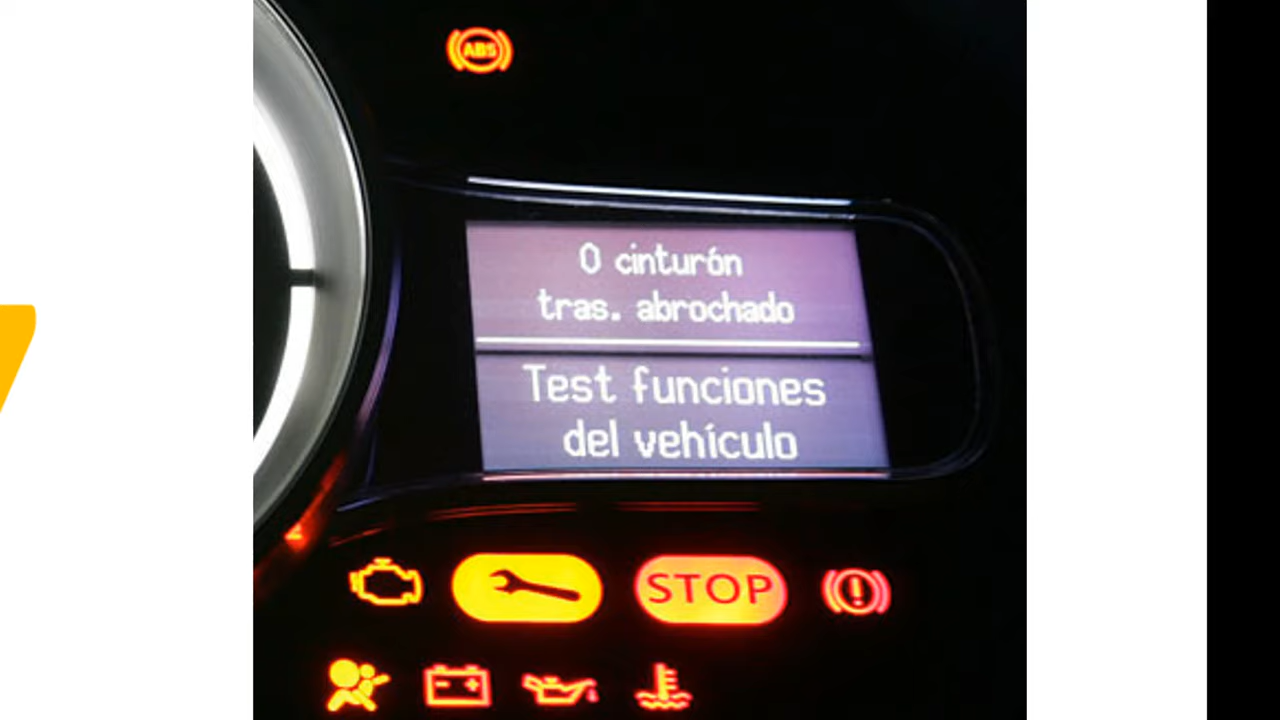 ABS
0 cinturón
tras. abrochado
Test funciones
del vehículo
STOP